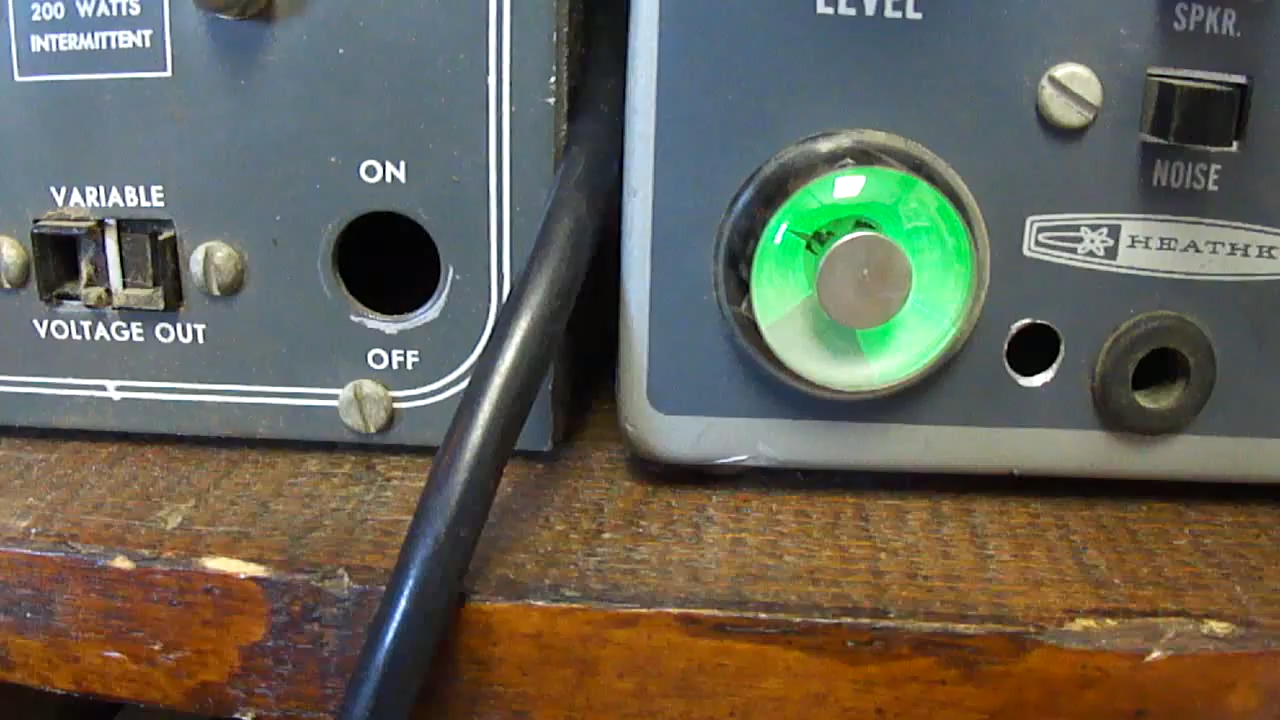 200 WATTS
INTERMITTENT
VARIABLE
VOLTAGE OUT
ON
OFF
LEVEL
SPKR.
NOISE
HEATHK